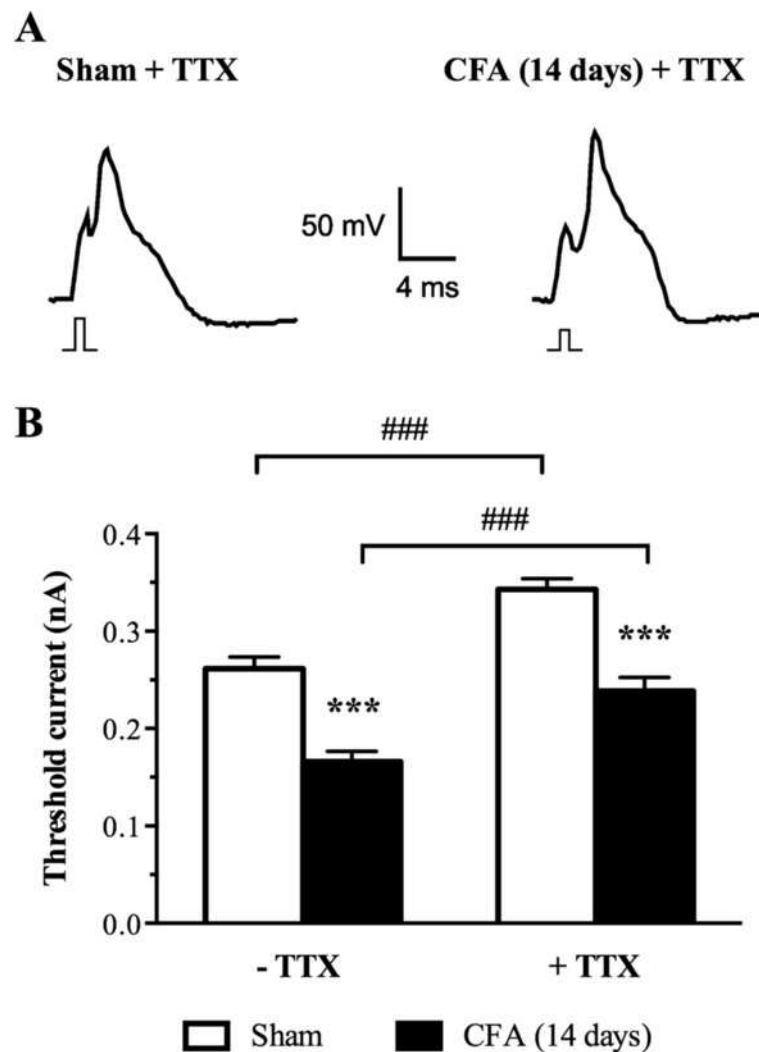 A
Sham + TTX
CFA (14 days) + TTX
50 mV
4 ms
B
###
###
0.4
0.3
0.2
0.1
0.0
Threshold current (nA)
***
***
- TTX
+ TTX
Sham
CFA (14 days)